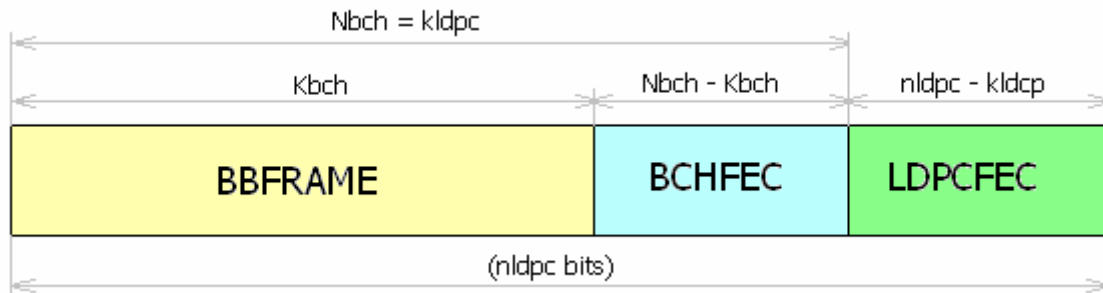 Nbch = kldpc
Kbch
Nbch - Kbch
nldpc - kldcp
BBFRAME
BCHFEC
LDPCFEC
(nldpc bits)